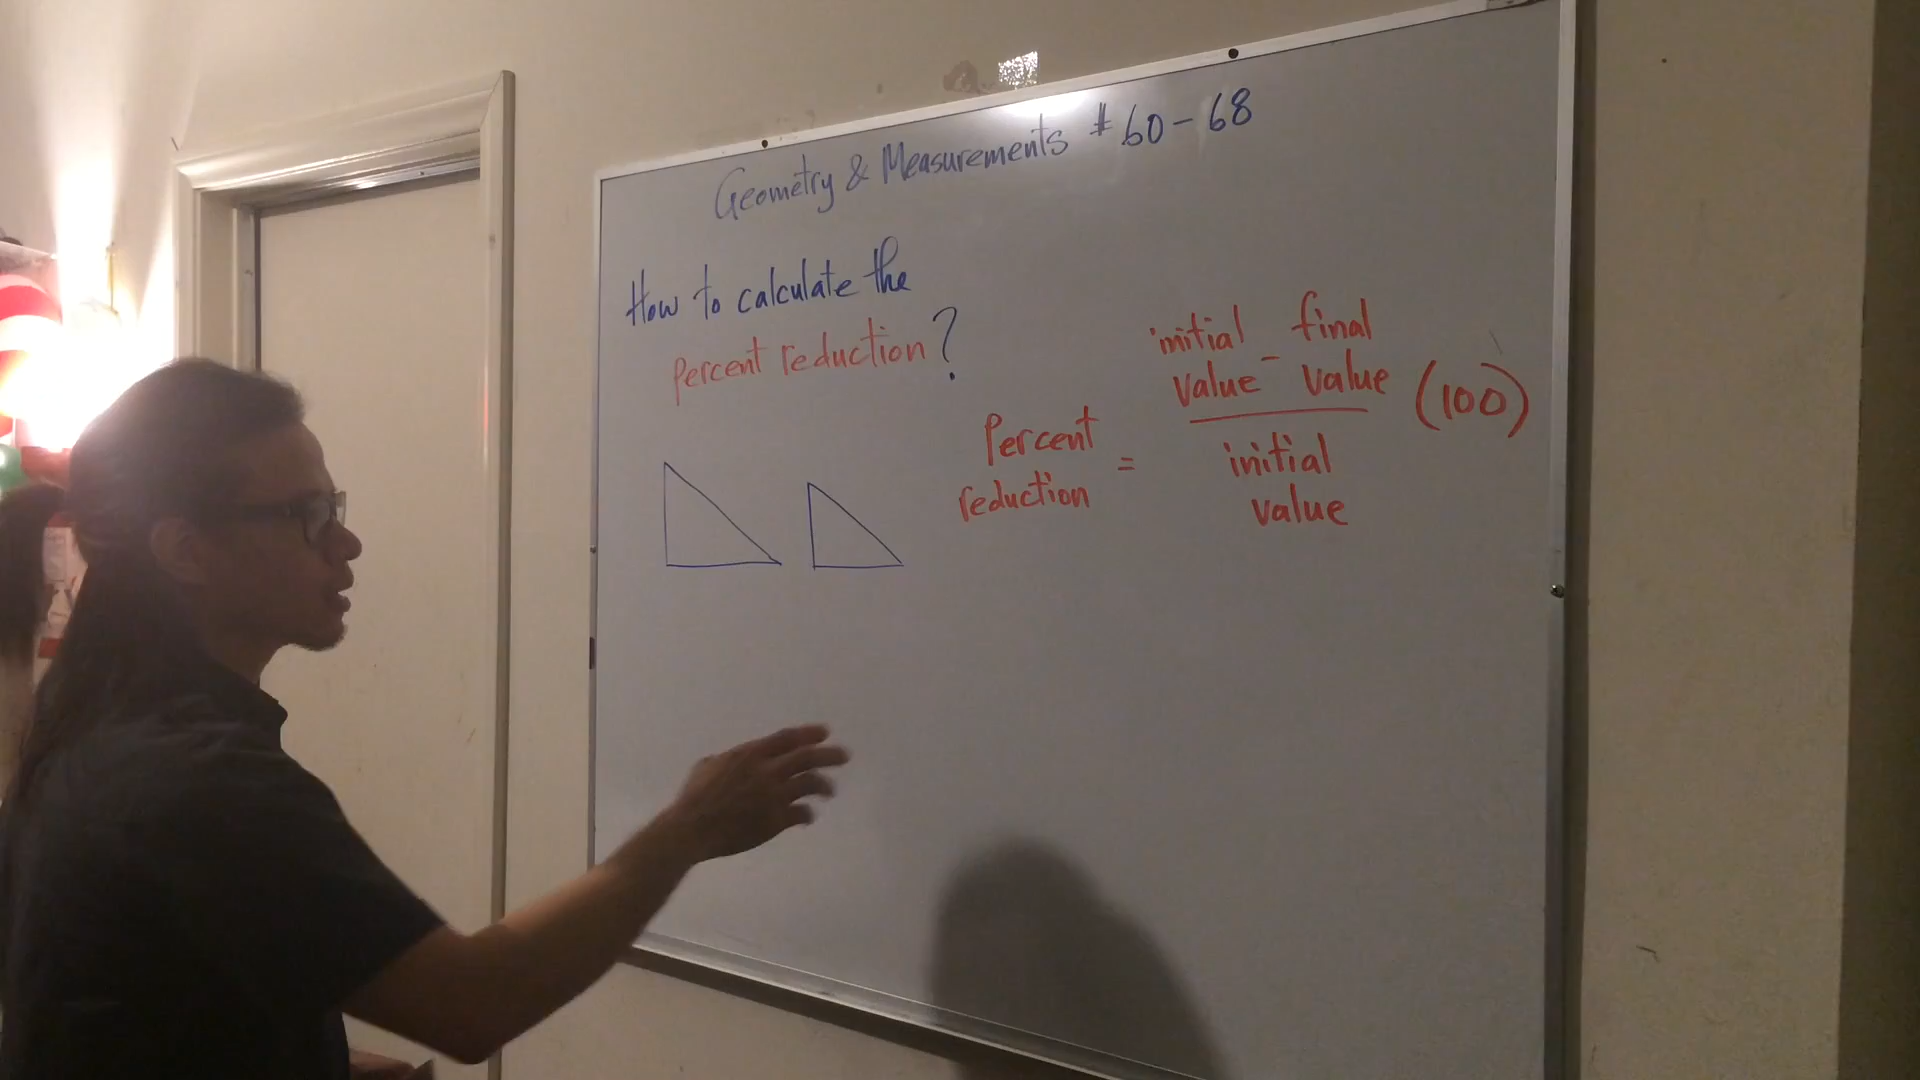 Geometry & Measurements #60-68
How to calculate the
percent reduction?
initial value - final value
(100)
Percent reduction =
initial value